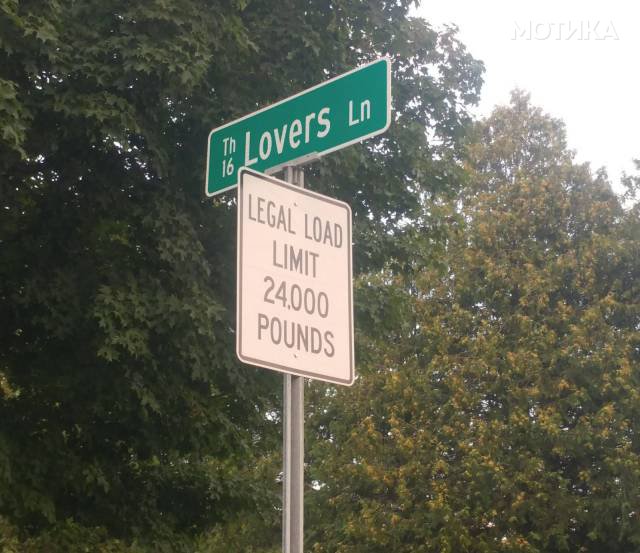 МОТИКА
Th
16 Lovers Ln
LEGAL LOAD
LIMIT
24,000
POUNDS